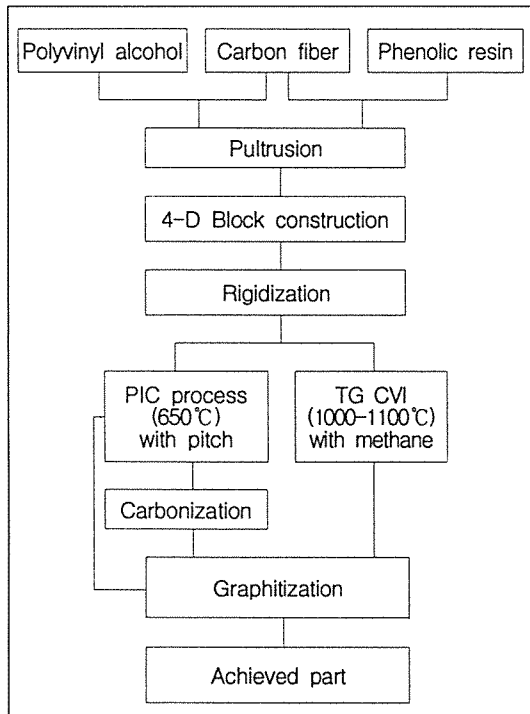 Polyvinyl alcohol
Carbon fiber
Phenolic resin
Pultrusion
4-D Block construction
Rigidization
PIC process
(650℃)
with pitch
TG CVI
(1000-1100℃)
with methane
Carbonization
Graphitization
Achieved part